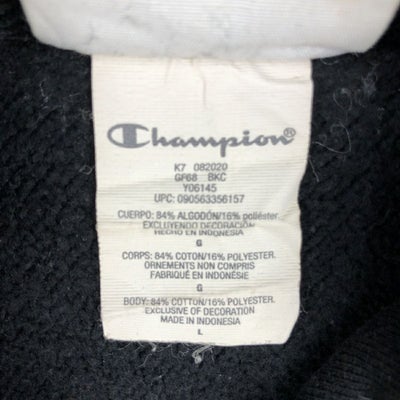 Champion®
K7 082020
GF68 BKC
Y06145
UPC: 090563356157
CUERPO: 84% ALGODÓN/16% poliéster.
EXCLUYENDO DECORACIÓN
HECHO EN INDONESIA
G
CORPS: 84% COTON/16% POLYESTER.
ORNEMENTS NON COMPRIS
FABRIQUÉ EN INDONÉSIE
G
BODY: 84% COTTON/16% POLYESTER.
EXCLUSIVE OF DECORATION
MADE IN INDONESIA
L